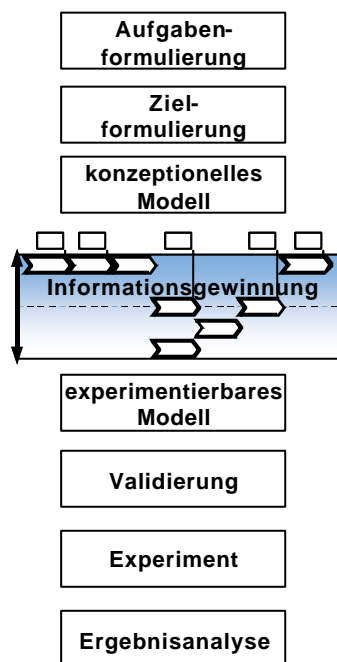 Aufgaben-
formulierung
Ziel-
formulierung
konzeptionelles
Modell
Informationsgewinnung
experimentierbares
Modell
Validierung
Experiment
Ergebnisanalyse